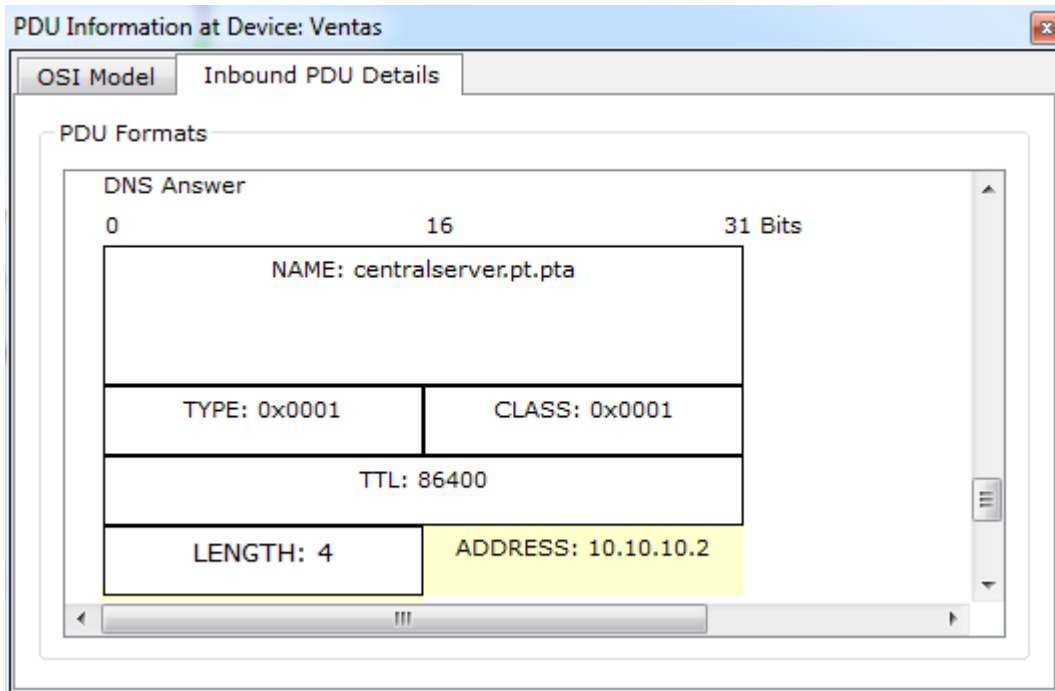 PDU Information at Device: Ventas
OSI Model Inbound PDU Details
PDU Formats
DNS Answer
0 16 31 Bits
NAME: centralserver.pt.pta
TYPE: 0x0001 CLASS: 0x0001
TTL: 86400
LENGTH: 4 ADDRESS: 10.10.10.2